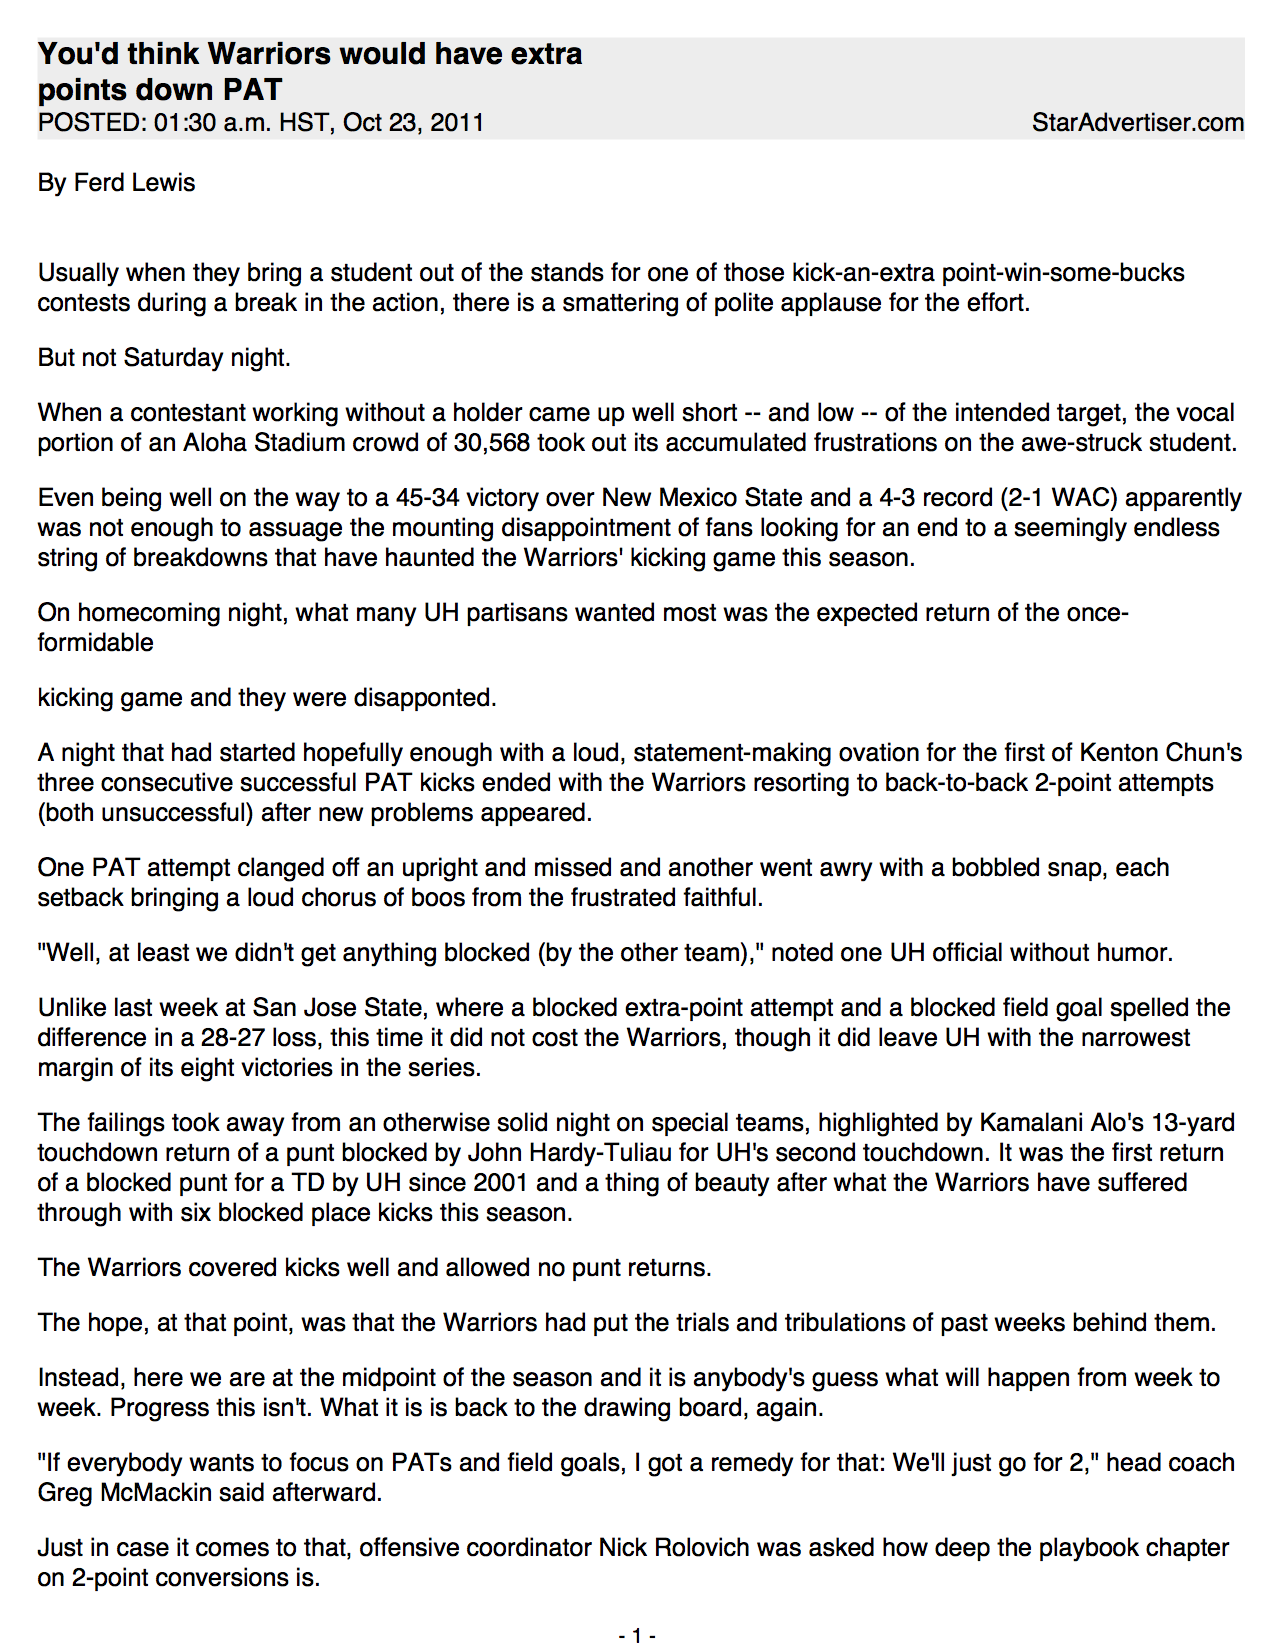 You'd think Warriors would have extra
points down PAT
POSTED: 01:30 a.m. HST, Oct 23, 2011
StarAdvertiser.com
By Ferd Lewis
Usually when they bring a student out of the stands for one of those kick-an-extra point-win-some-bucks
contests during a break in the action, there is a smattering of polite applause for the effort.
But not Saturday night.
When a contestant working without a holder came up well short -- and low -- of the intended target, the vocal
portion of an Aloha Stadium crowd of 30,568 took out its accumulated frustrations on the awe-struck student.
Even being well on the way to a 45-34 victory over New Mexico State and a 4-3 record (2-1 WAC) apparently
was not enough to assuage the mounting disappointment of fans looking for an end to a seemingly endless
string of breakdowns that have haunted the Warriors' kicking game this season.
On homecoming night, what many UH partisans wanted most was the expected return of the once-
formidable
kicking game and they were disapponted.
A night that had started hopefully enough with a loud, statement-making ovation for the first of Kenton Chun's
three consecutive successful PAT kicks ended with the Warriors resorting to back-to-back 2-point attempts
(both unsuccessful) after new problems appeared.
One PAT attempt clanged off an upright and missed and another went awry with a bobbled snap, each
setback bringing a loud chorus of boos from the frustrated faithful.
"Well, at least we didn't get anything blocked (by the other team)," noted one UH official without humor.
Unlike last week at San Jose State, where a blocked extra-point attempt and a blocked field goal spelled the
difference in a 28-27 loss, this time it did not cost the Warriors, though it did leave UH with the narrowest
margin of its eight victories in the series.
The failings took away from an otherwise solid night on special teams, highlighted by Kamalani Alo's 13-yard
touchdown return of a punt blocked by John Hardy-Tuliau for UH's second touchdown. It was the first return
of a blocked punt for a TD by UH since 2001 and a thing of beauty after what the Warriors have suffered
through with six blocked place kicks this season.
The Warriors covered kicks well and allowed no punt returns.
The hope, at that point, was that the Warriors had put the trials and tribulations of past weeks behind them.
Instead, here we are at the midpoint of the season and it is anybody's guess what will happen from week to
week. Progress this isn't. What it is is back to the drawing board, again.
"If everybody wants to focus on PATs and field goals, I got a remedy for that: We'll just go for 2," head coach
Greg McMackin said afterward.
Just in case it comes to that, offensive coordinator Nick Rolovich was asked how deep the playbook chapter
on 2-point conversions is.
- 1 -